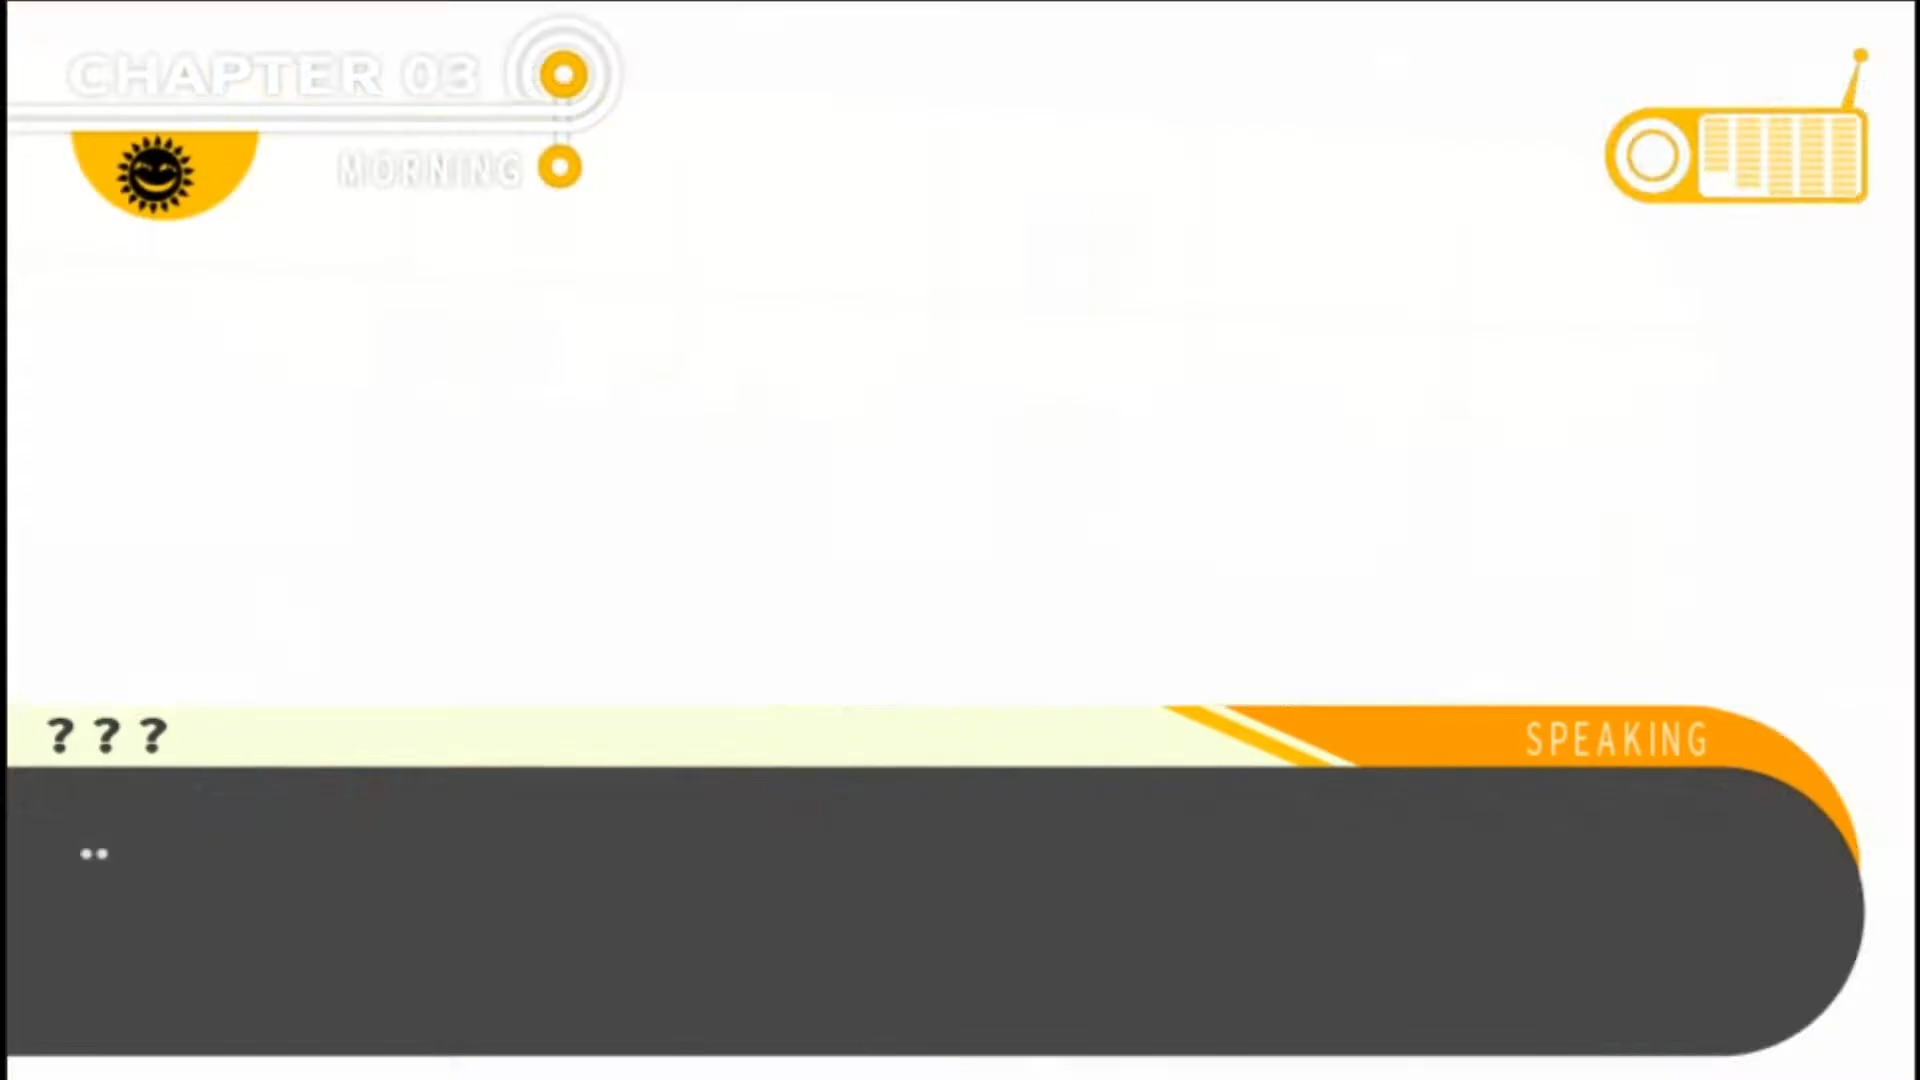 CHAPTER 03
MORNING
? ? ?
SPEAKING
..